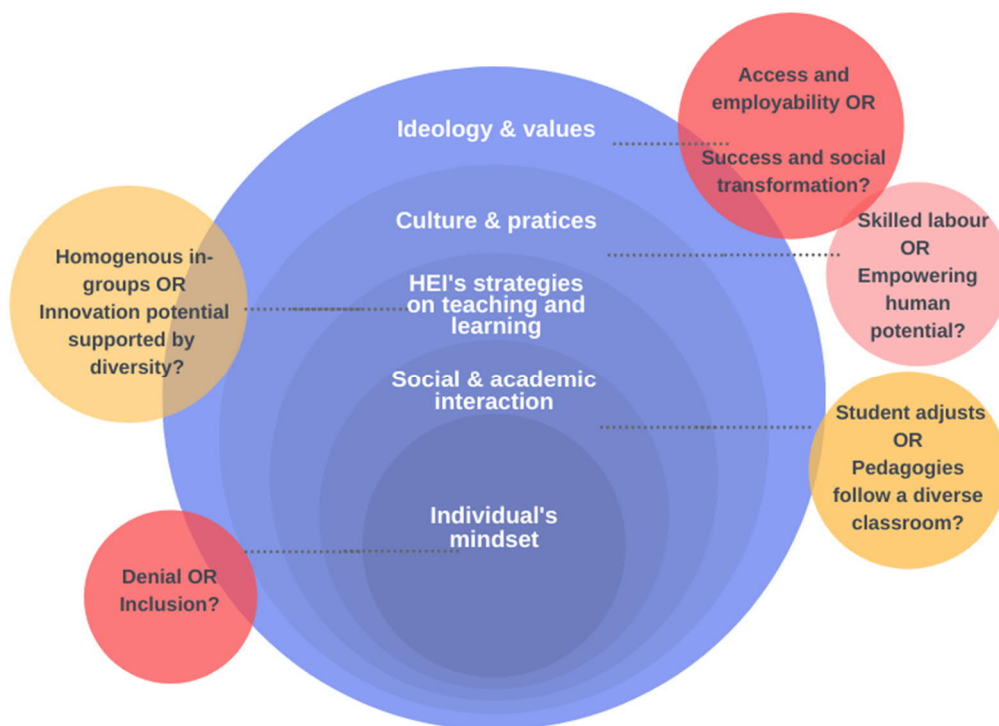 Ideology & values
Access and
employability OR
Success and social
transformation?
Culture & pratices
Skilled labour
OR
Empowering
human
potential?
HEI's strategies
on teaching and
learning
Homogenous in-
groups OR
Innovation potential
supported by
diversity?
Social & academic
interaction
Student adjusts
OR
Pedagogies
follow a diverse
classroom?
Individual's
mindset
Denial OR
Inclusion?